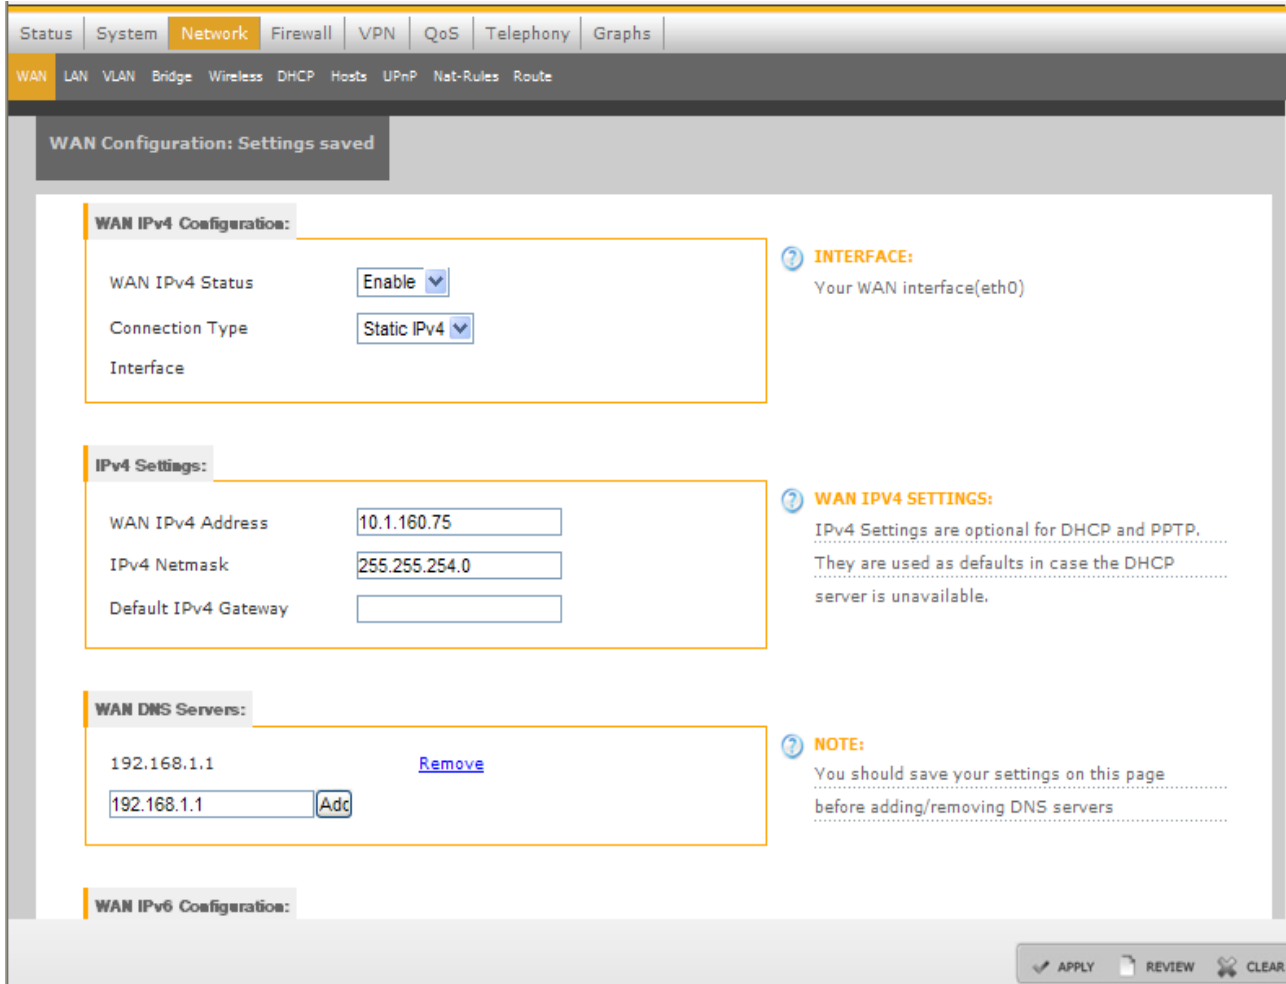 Status System Network Firewall VPN QoS Telephony Graphs
WAN LAN VLAN Bridge Wireless DHCP Hosts UPnP Nat-Rules Route
WAN Configuration: Settings saved
WAN IPv4 Configuration:
WAN IPv4 Status Enable
Connection Type Static IPv4
Interface
INTERFACE:
Your WAN interface(eth0)
IPv4 Settings:
WAN IPv4 Address 10.1.160.75
IPv4 Netmask 255.255.254.0
Default IPv4 Gateway
WAN IPV4 SETTINGS:
IPv4 Settings are optional for DHCP and PPTP.
They are used as defaults in case the DHCP
server is unavailable.
WAN DNS Servers:
192.168.1.1 Remove
192.168.1.1 Add
NOTE:
You should save your settings on this page
before adding/removing DNS servers
WAN IPv6 Configuration:
APPLY REVIEW CLEAR